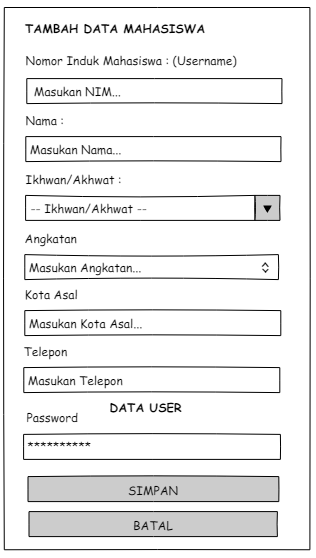 TAMBAH DATA MAHASISWA
Nomor Induk Mahasiswa : (Username)
Masukan NIM...
Nama :
Masukan Nama...
Ikhwan/Akhwat :
-- Ikhwan/Akhwat --
Angkatan
Masukan Angkatan...
Kota Asal
Masukan Kota Asal...
Telepon
Masukan Telepon
DATA USER
Password
**********
SIMPAN
BATAL